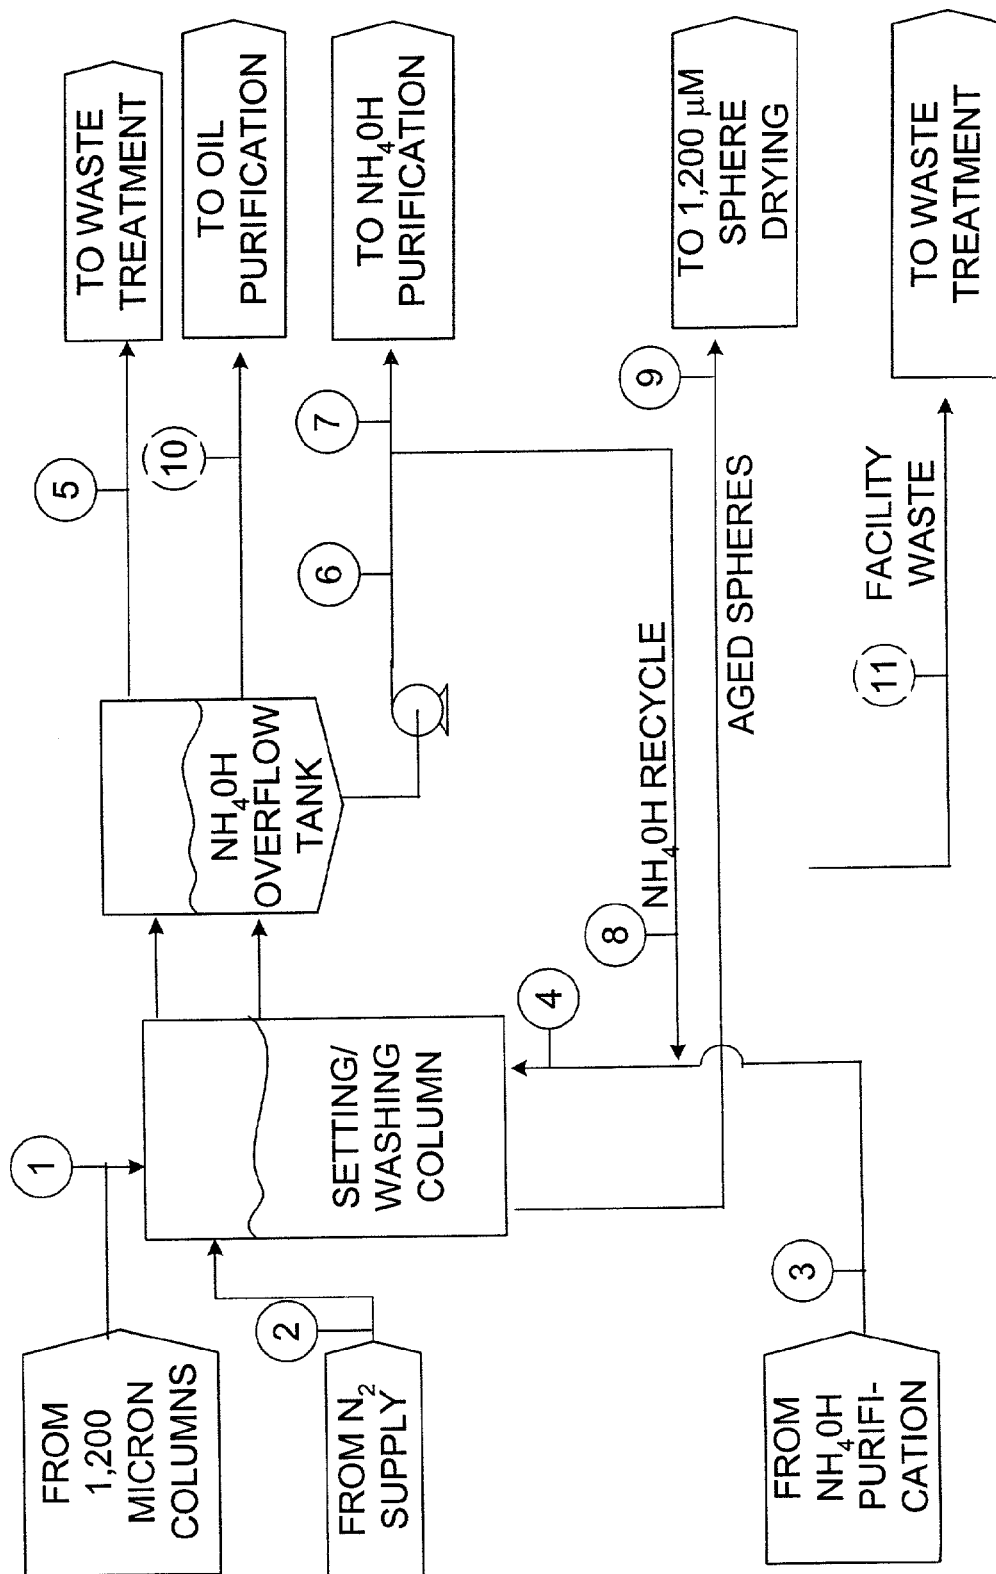 FROM
1,200
MICRON
COLUMNS
1
FROM N2
SUPPLY
2
SETTING/
WASHING
COLUMN
NH40H
OVERFLOW
TANK
5
TO WASTE
TREATMENT
10
TO OIL
PURIFICATION
6
7
TO NH40H
PURIFICATION
4
8
NH40H RECYCLE
AGED SPHERES
9
TO 1,200 μM
SPHERE
DRYING
FROM
NH40H
PURIFI-
CATION
3
11
FACILITY
WASTE
TO WASTE
TREATMENT